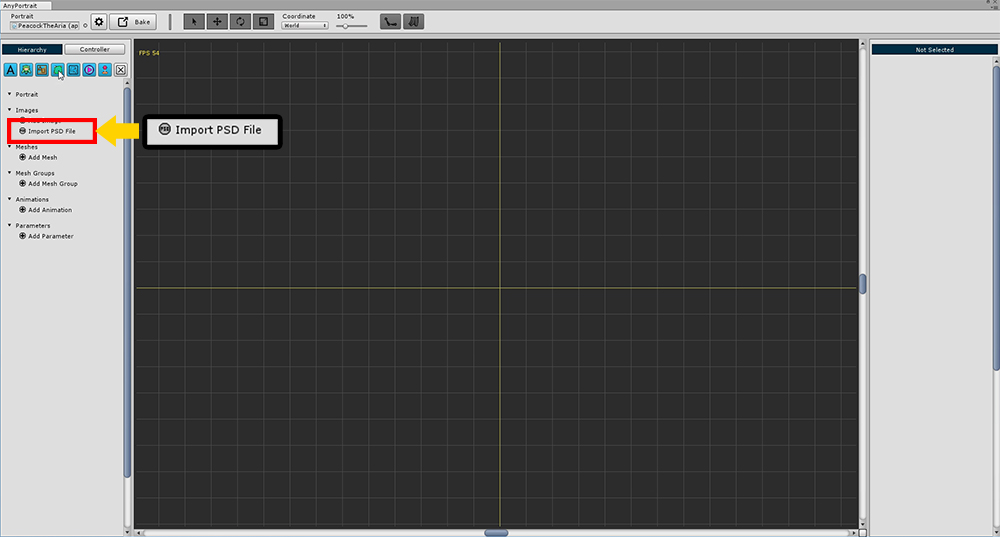 AnyPortrait
Portrait
PeacockTheAria (ap
Bake
Coordinate
World
100%
Hierarchy
Controller
Not Selected
FPS 54
A
Portrait
Images
Import PSD File
Import PSD File
Meshes
Add Mesh
Mesh Groups
Add Mesh Group
Animations
Add Animation
Parameters
Add Parameter